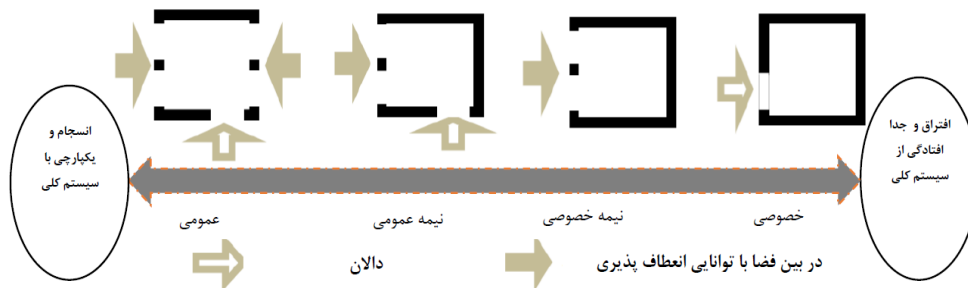 افتراق و جدا
افتادگی از
سیستم کلی
انسجام و
یکپارچی با
سیستم کلی
خصوصی
نیمه خصوصی
نیمه عمومی
عمومی
در بین فضا با توانایی انعطاف پذیری
دالان